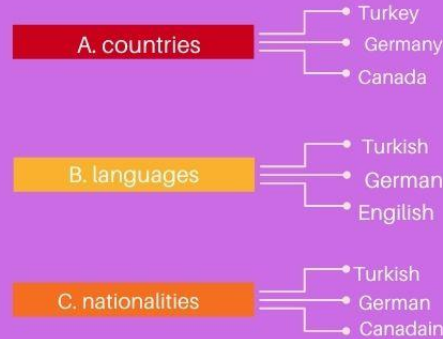 A. countries
Turkey
Germany
Canada
B. languages
Turkish
German
Engilish
C. nationalities
Turkish
German
Canadain